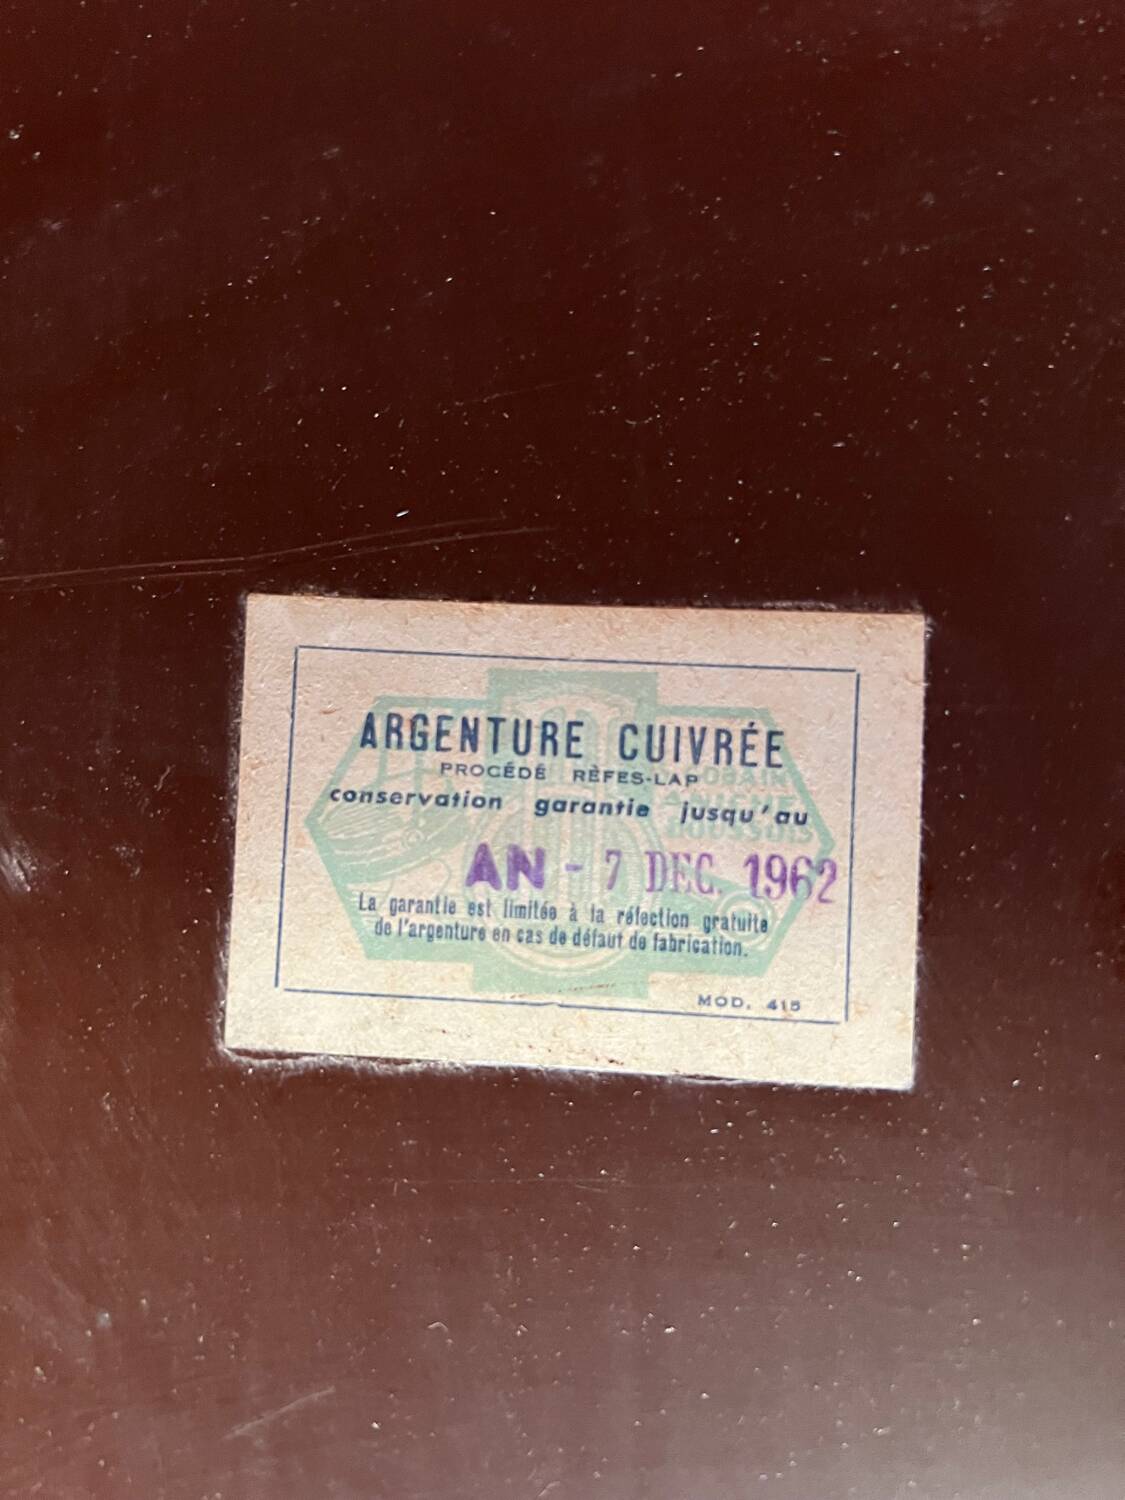 ARGENTURE CUIVRÉE
PROCÉDÉ RÈFES-LAP
conservation garantie jusqu'au
AN - 7 DEC. 1962
La garantie est limitée à la réfection gratuite
de l'argenture en cas de défaut de fabrication.
MOD. 415